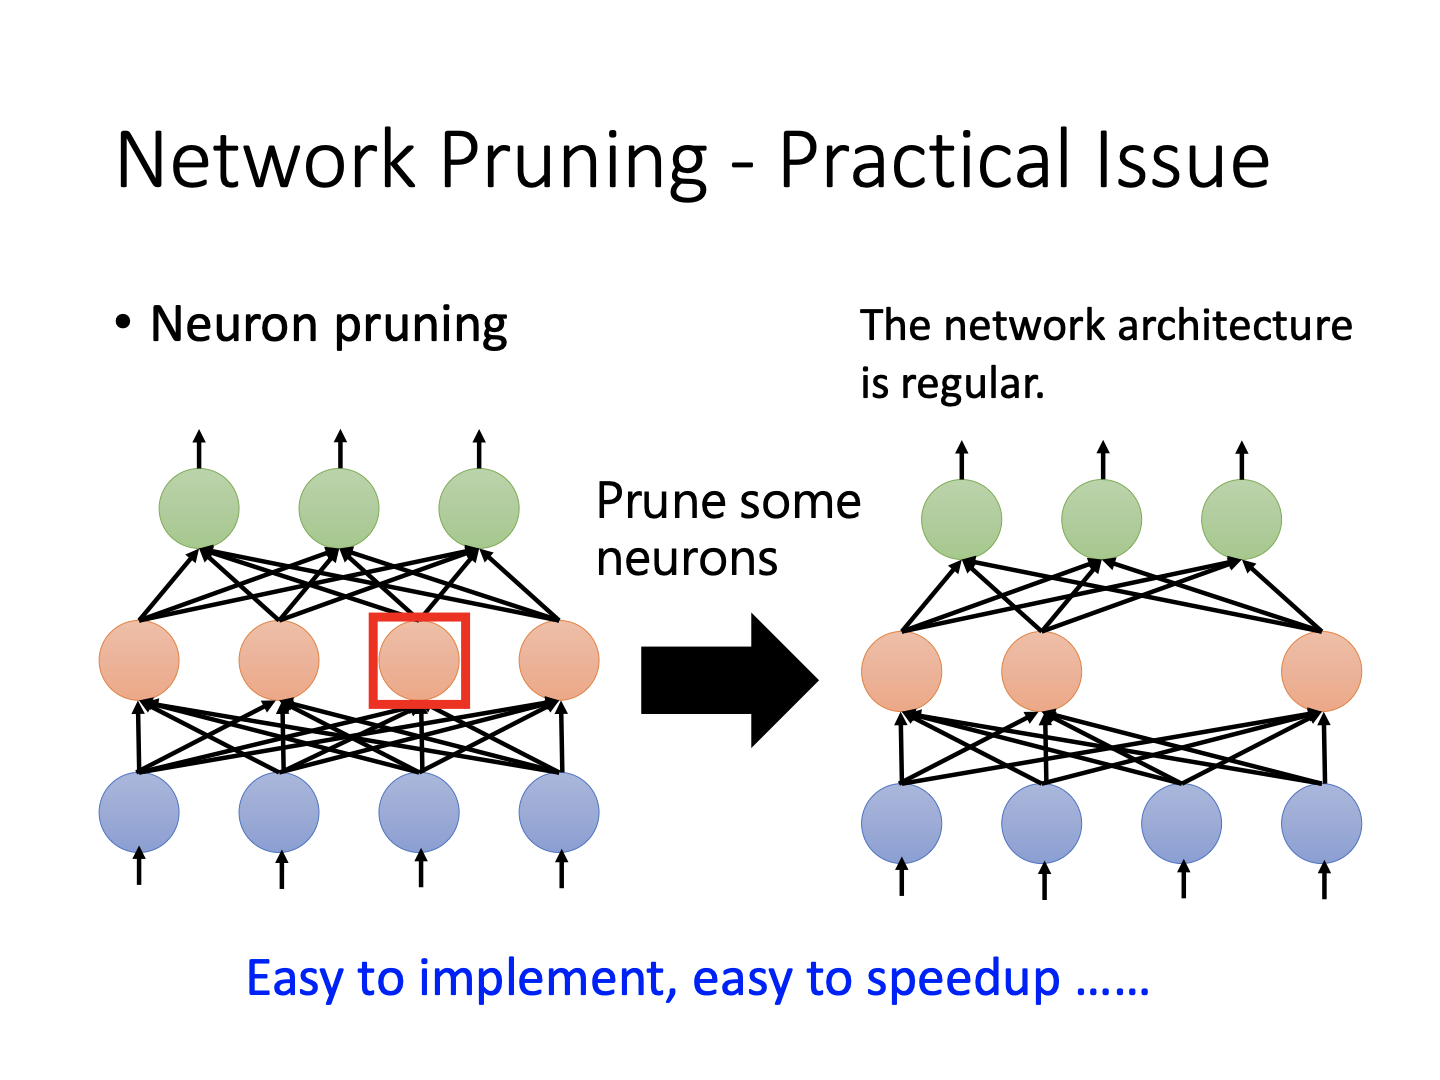 Network Pruning - Practical Issue
• Neuron pruning
The network architecture
is regular.
Prune some
neurons
Easy to implement, easy to speedup ……